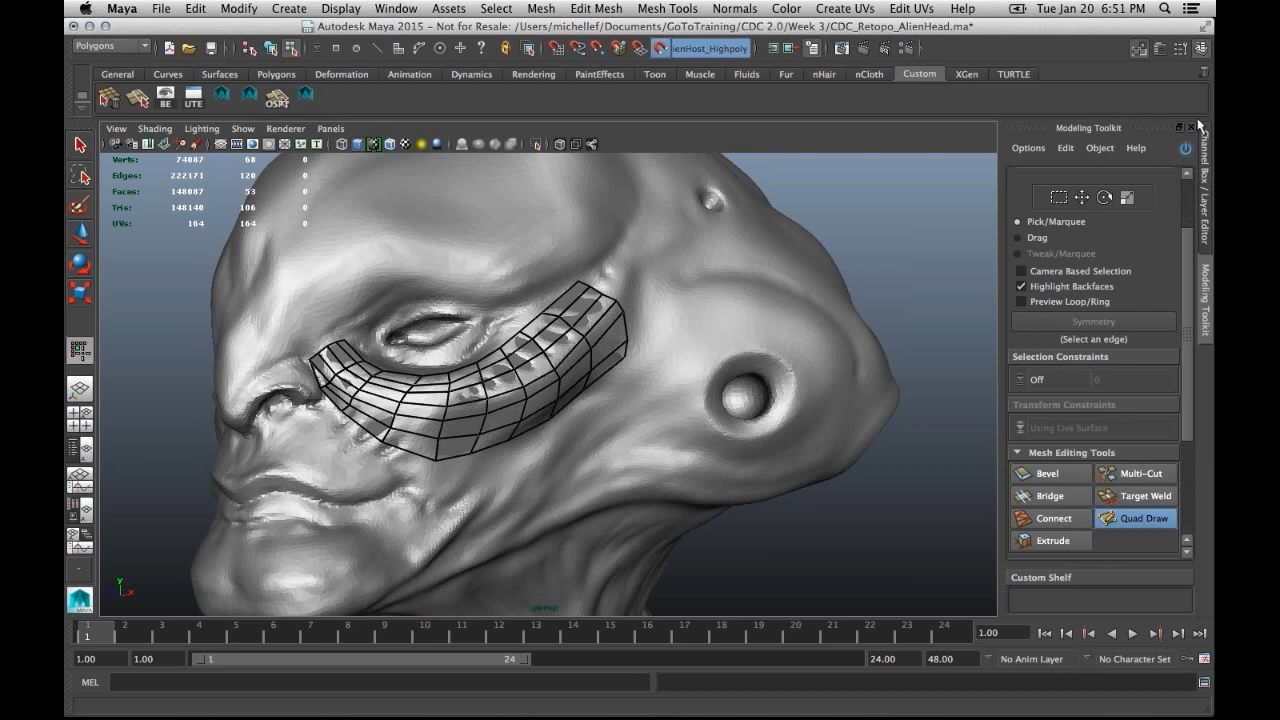 Maya File Edit Modify Create Display Window Assets Select Mesh Edit Mesh Mesh Tools Normals Color Create UVs Edit UVs Help Tue Jan 20 6:51 PM
Autodesk Maya 2015 - Not for Resale: /Users/michellef/Documents/GoToTraining/CDC 2.0/Week 3/CDC_Retopo_AlienHead.ma*
Polygons ienHost_Highpoly
General Curves Surfaces Polygons Deformation Animation Dynamics Rendering PaintEffects Toon Muscle Fluids Fur nHair nCloth Custom XGen TURTLE
BE UTE OSPT
View Shading Lighting Show Renderer Panels
Modeling Toolkit
Options Edit Object Help
Verts: 74087 68 0
Edges: 222171 120 0
Faces: 148087 53 0
Tris: 148140 106 0
UVs: 164 164 0
Pick/Marquee
Drag
Tweak/Marquee
Camera Based Selection
Highlight Backfaces
Preview Loop/Ring
Symmetry
(Select an edge)
Selection Constraints
Off 0
Transform Constraints
Using Live Surface
Mesh Editing Tools
Bevel Multi-Cut
Bridge Target Weld
Connect Quad Draw
Extrude
Custom Shelf
Channel Box / Layer Editor
Modeling Toolkit
y
persp
MAYA
1 2 3 4 5 6 7 8 9 10 11 12 13 14 15 16 17 18 19 20 21 22 23 24 1.00
1
1.00 1.00 1 24 24.00 48.00 No Anim Layer No Character Set
MEL